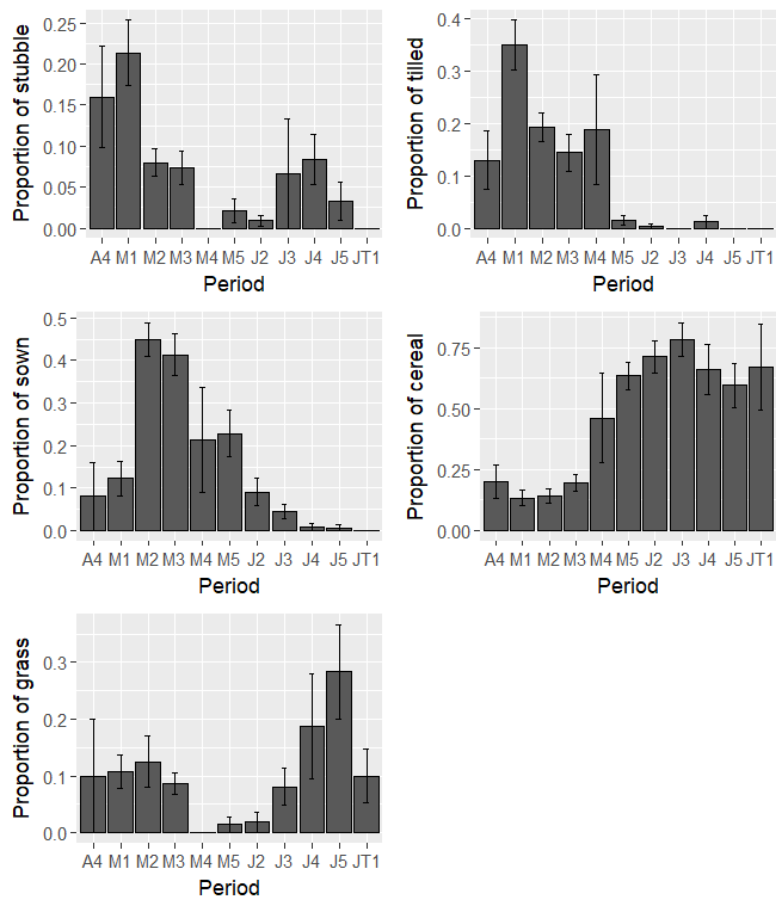 Proportion of stubble
0.25
0.20
0.15
0.10
0.05
0.00
A4 M1 M2 M3 M4 M5 J2 J3 J4 J5 JT1
Period
Proportion of tilled
0.4
0.3
0.2
0.1
0.0
A4 M1 M2 M3 M4 M5 J2 J3 J4 J5 JT1
Period
Proportion of sown
0.5
0.4
0.3
0.2
0.1
0.0
A4 M1 M2 M3 M4 M5 J2 J3 J4 J5 JT1
Period
Proportion of cereal
0.75
0.50
0.25
0.00
A4 M1 M2 M3 M4 M5 J2 J3 J4 J5 JT1
Period
Proportion of grass
0.3
0.2
0.1
0.0
A4 M1 M2 M3 M4 M5 J2 J3 J4 J5 JT1
Period